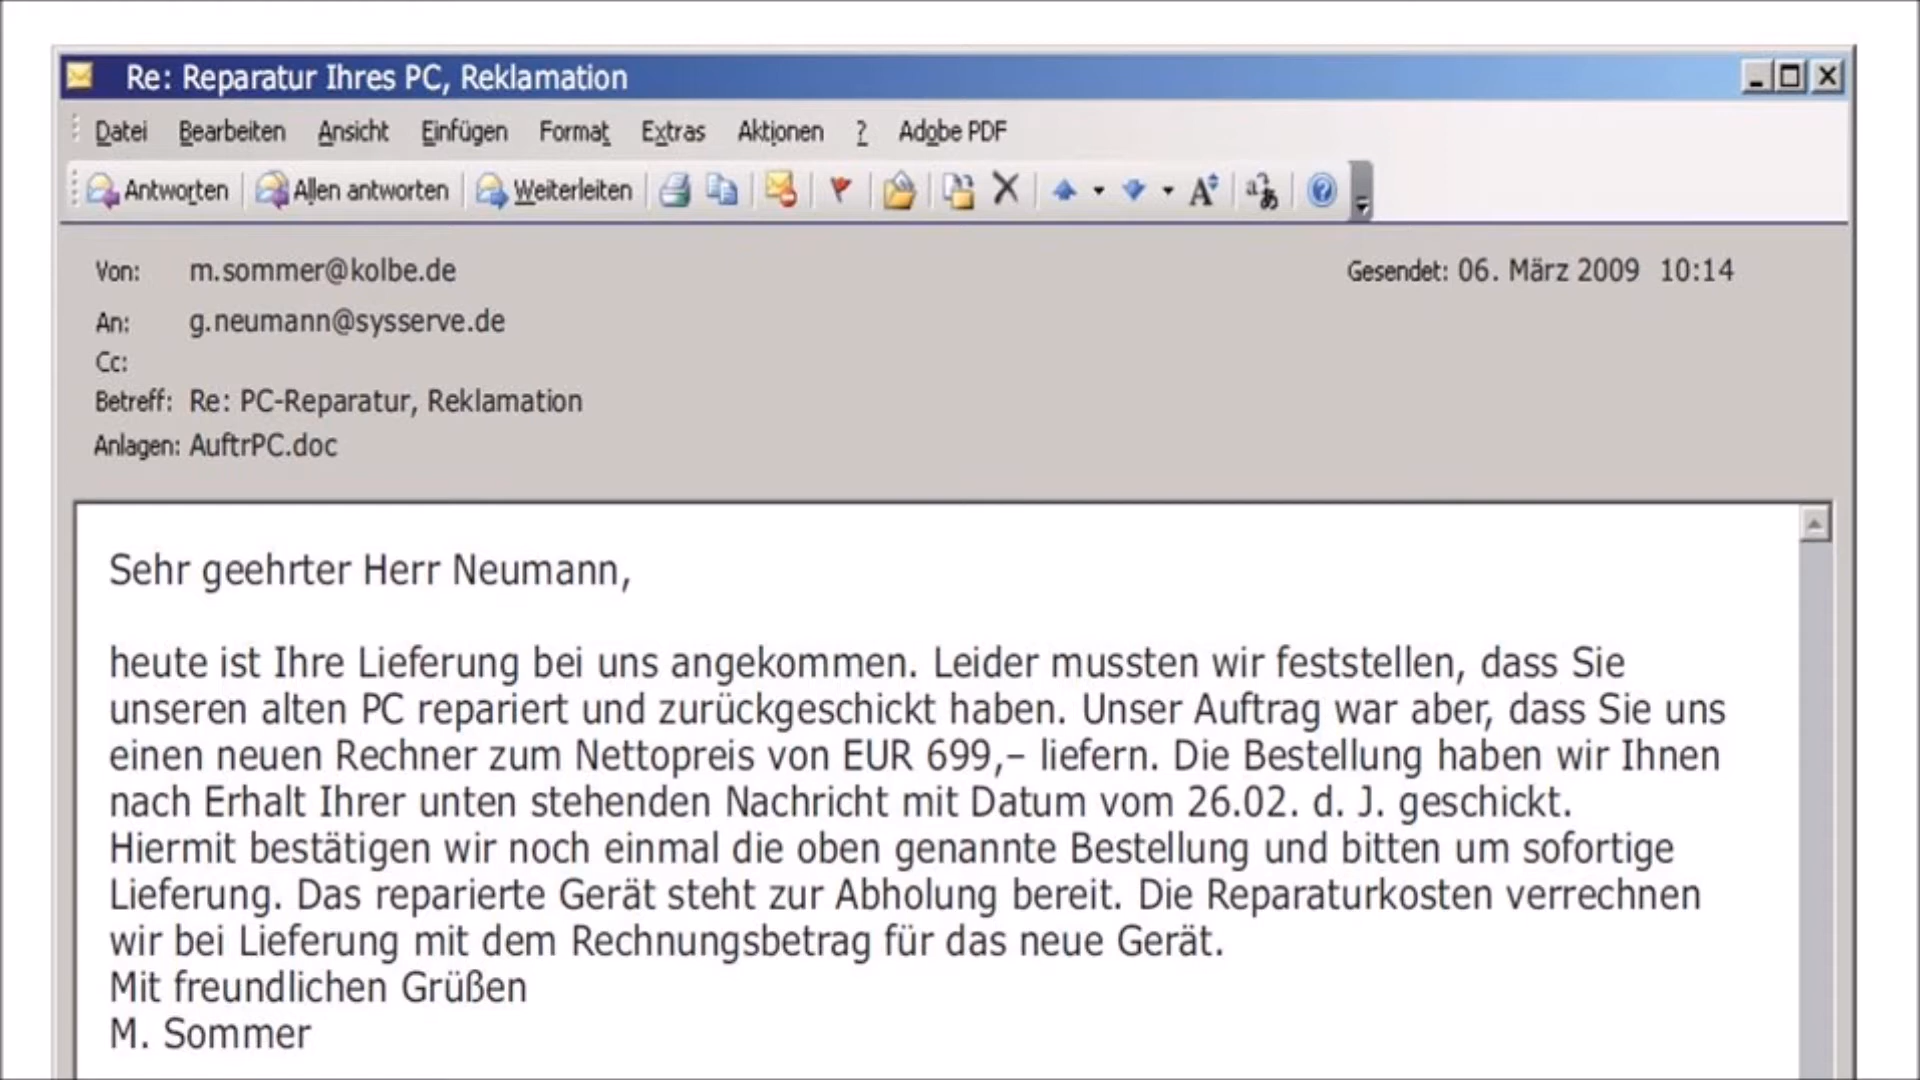 Re: Reparatur Ihres PC, Reklamation
Datei Bearbeiten Ansicht Einfügen Format Extras Aktionen ? Adobe PDF
Antworten Allen antworten Weiterleiten
Von: m.sommer@kolbe.de Gesendet: 06. März 2009 10:14
An: g.neumann@sysserve.de
Cc:
Betreff: Re: PC-Reparatur, Reklamation
Anlagen: AuftrPC.doc
Sehr geehrter Herr Neumann,
heute ist Ihre Lieferung bei uns angekommen. Leider mussten wir feststellen, dass Sie
unseren alten PC repariert und zurückgeschickt haben. Unser Auftrag war aber, dass Sie uns
einen neuen Rechner zum Nettopreis von EUR 699,– liefern. Die Bestellung haben wir Ihnen
nach Erhalt Ihrer unten stehenden Nachricht mit Datum vom 26.02. d. J. geschickt.
Hiermit bestätigen wir noch einmal die oben genannte Bestellung und bitten um sofortige
Lieferung. Das reparierte Gerät steht zur Abholung bereit. Die Reparaturkosten verrechnen
wir bei Lieferung mit dem Rechnungsbetrag für das neue Gerät.
Mit freundlichen Grüßen
M. Sommer